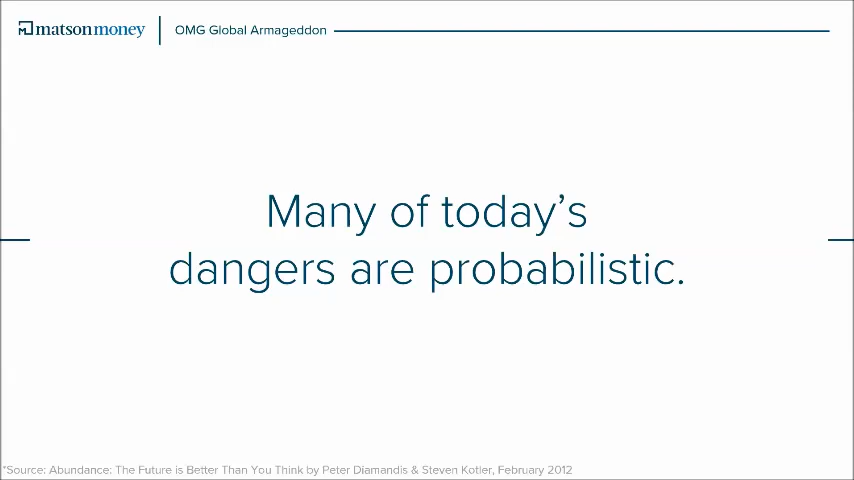 matsonmoney
OMG Global Armageddon
Many of today’s
dangers are probabilistic.
*Source: Abundance: The Future is Better Than You Think by Peter Diamandis & Steven Kotler, February 2012